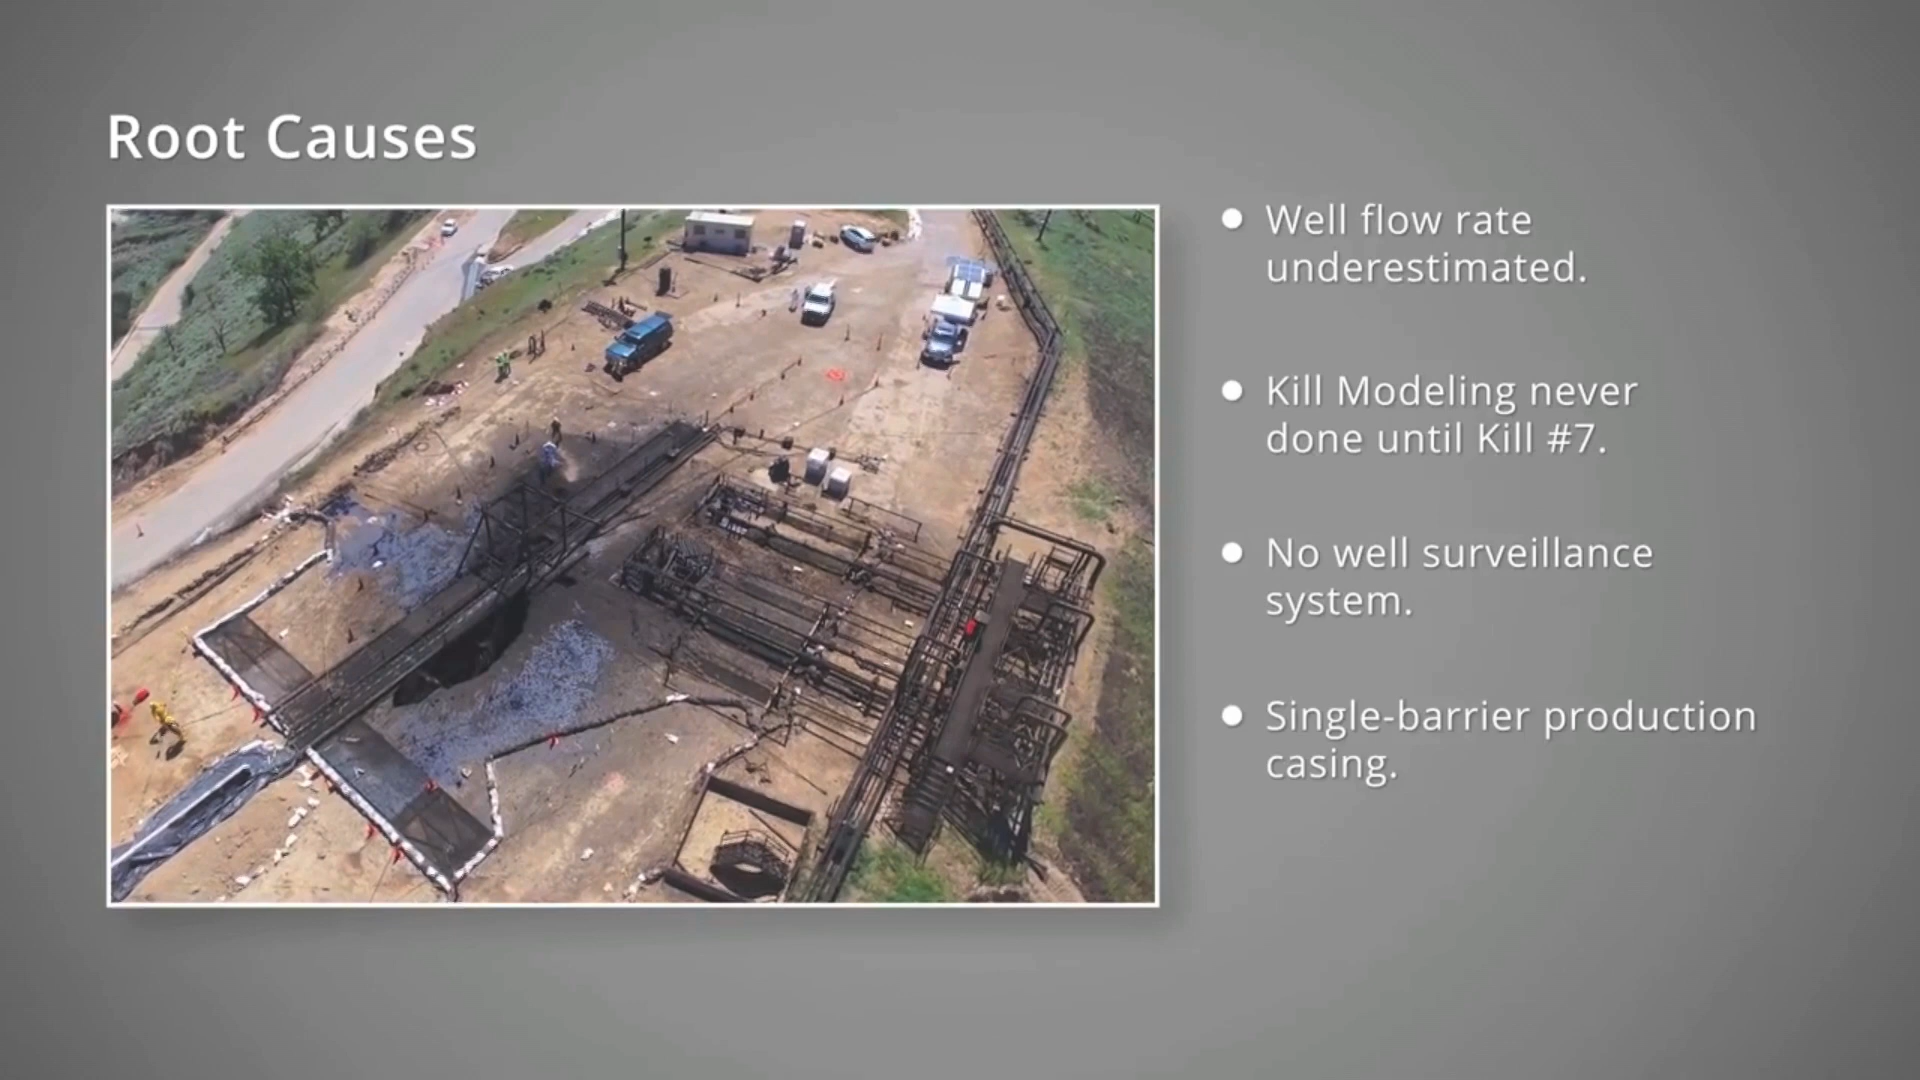 Root Causes
Well flow rate
underestimated.
Kill Modeling never
done until Kill #7.
No well surveillance
system.
Single-barrier production
casing.